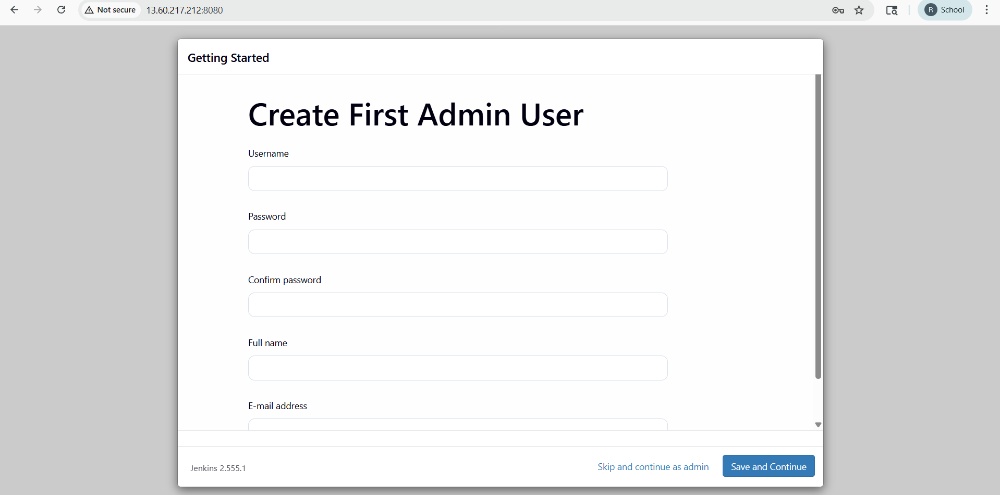 Not secure
13.60.217.212:8080
R
School
Getting Started
Create First Admin User
Username
Password
Confirm password
Full name
E-mail address
Jenkins 2.555.1
Skip and continue as admin
Save and Continue